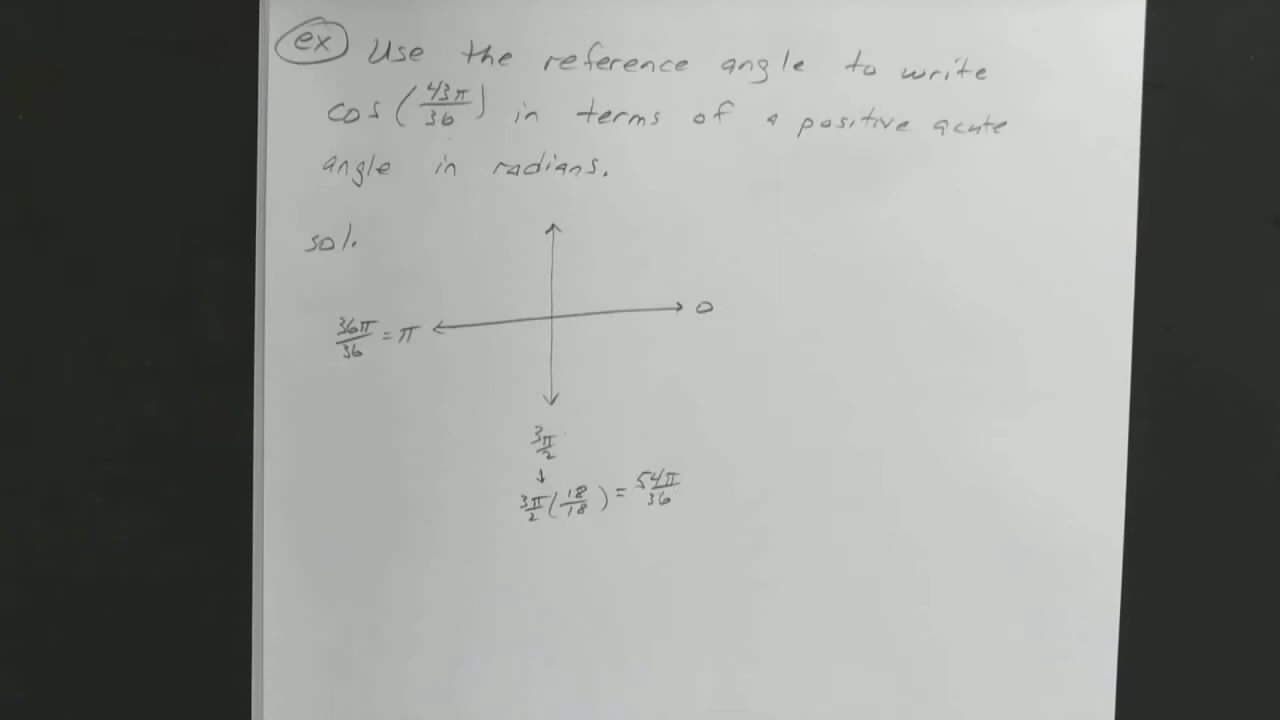 ex Use the reference angle to write
cos(43π/36) in terms of a positive acute
angle in radians.
sol.
0
36π/36 = π
3π/2
↓
3π/2 (18/18) = 54π/36